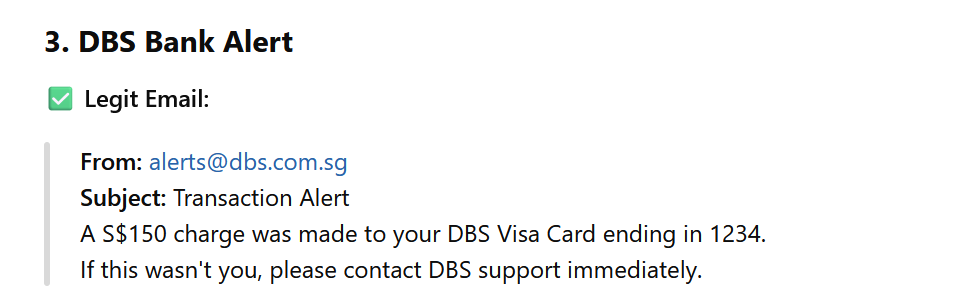 3. DBS Bank Alert
✅ Legit Email:
From: alerts@dbs.com.sg
Subject: Transaction Alert
A S$150 charge was made to your DBS Visa Card ending in 1234.
If this wasn't you, please contact DBS support immediately.